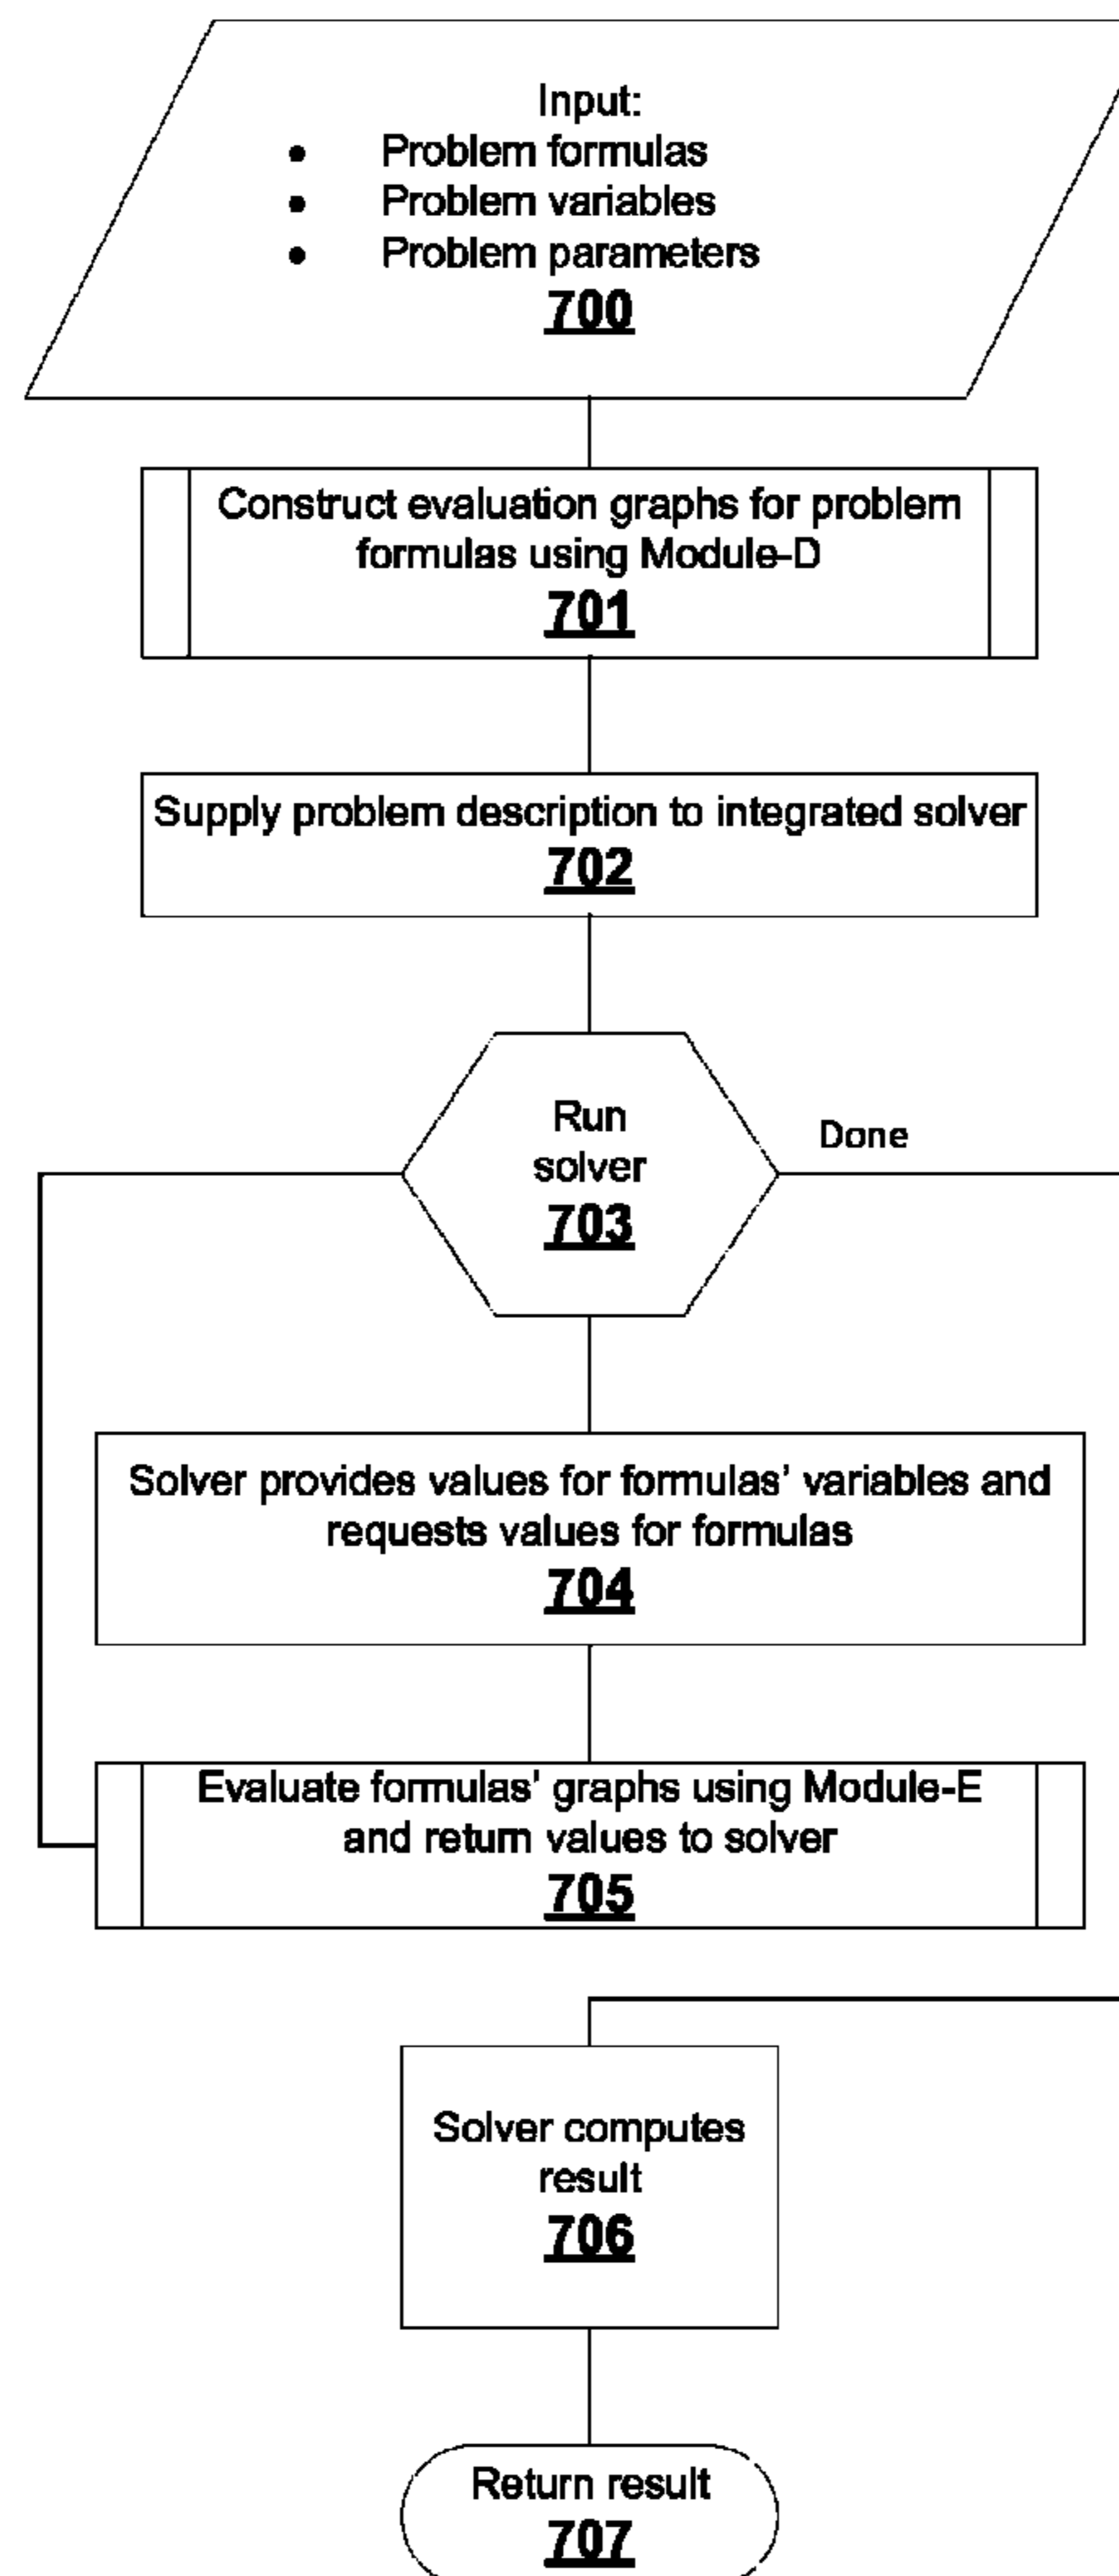 Input:
• Problem formulas
• Problem variables
• Problem parameters
700
Construct evaluation graphs for problem
formulas using Module-D
701
Supply problem description to integrated solver
702
Run
solver
703
Done
Solver provides values for formulas' variables and
requests values for formulas
704
Evaluate formulas' graphs using Module-E
and return values to solver
705
Solver computes
result
706
Return result
707